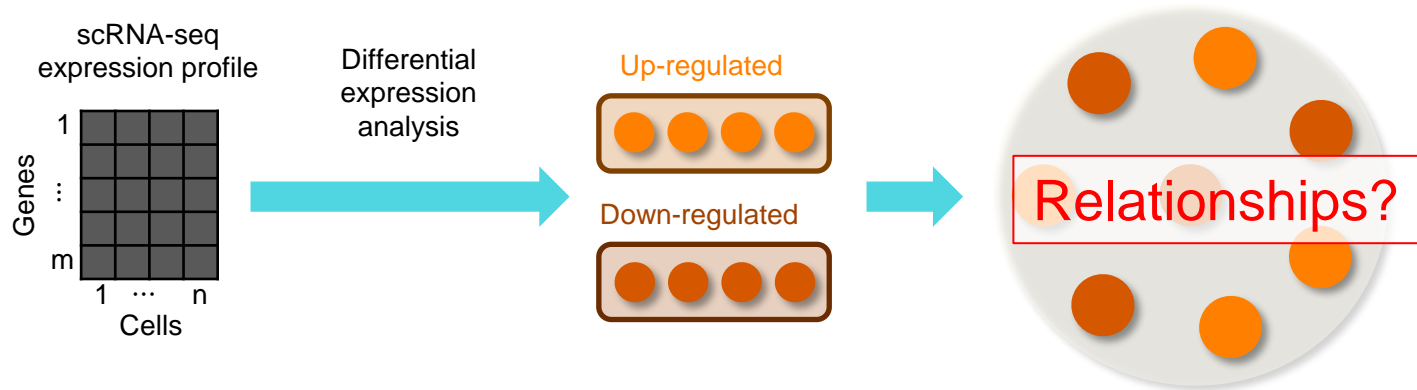 scRNA-seq
expression profile
Differential
expression
analysis
1
...
m
Genes
1 ... n
Cells
Up-regulated
Down-regulated
Relationships?